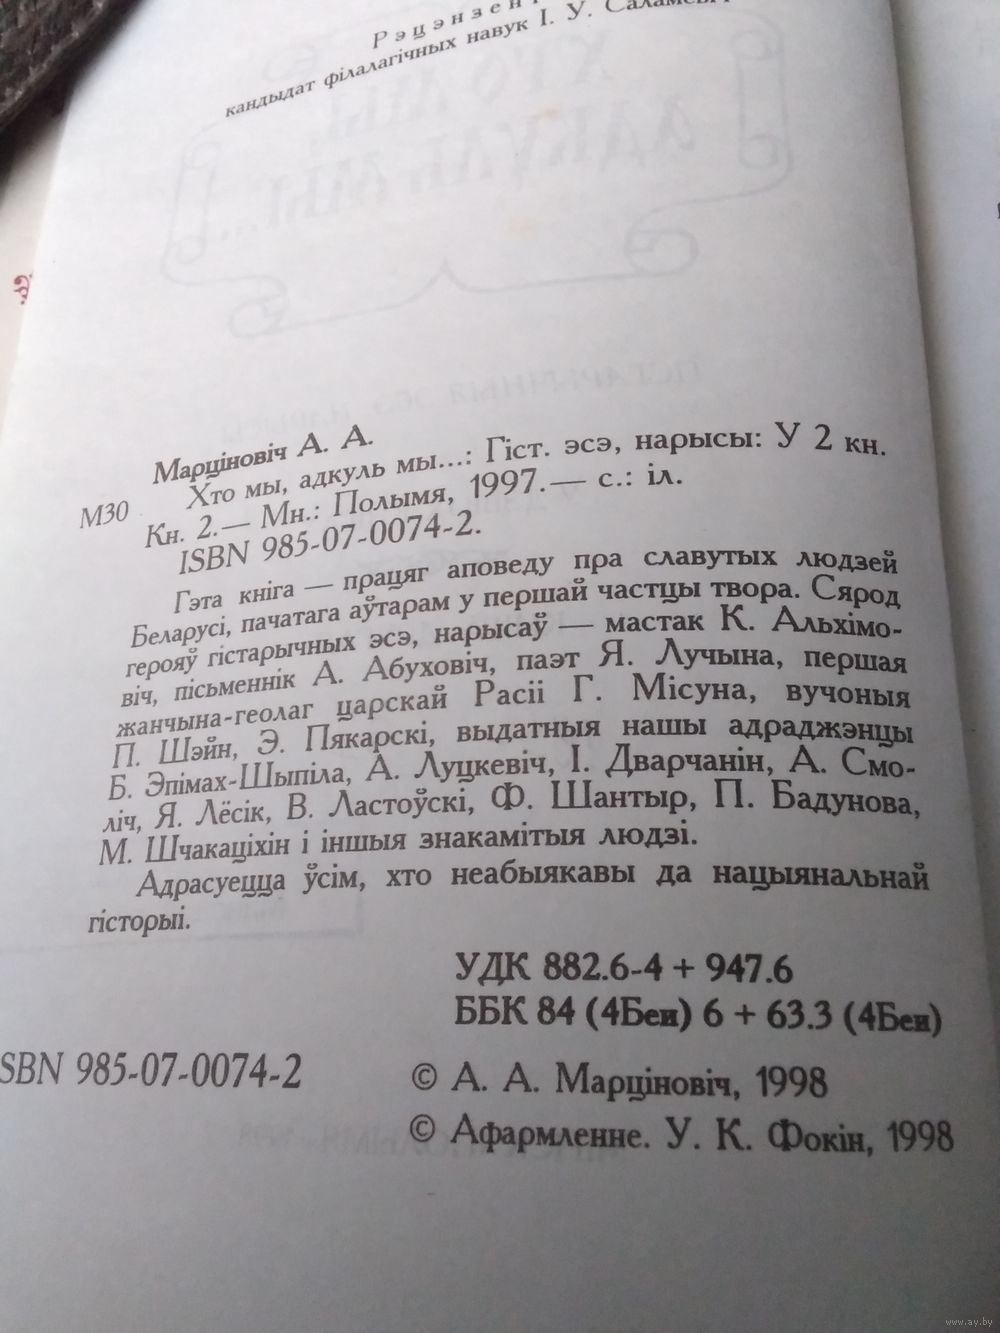 Рэцэнзент
кандыдат філалагічных навук І. У.
Марціновіч А. А.
М30 Хто мы, адкуль мы...: Гіст. эсэ, нарысы: У 2 кн.
Кн. 2.— Мн.: Полымя, 1997.— с.: іл.
ISBN 985-07-0074-2.
Гэта кніга — працяг аповеду пра славутых людзей
Беларусі, пачатага аўтарам у першай частцы твора. Сярод
герояў гістарычных эсэ, нарысаў — мастак К. Альхімо-
віч, пісьменнік А. Абуховіч, паэт Я. Лучына, першая
жанчына-геолаг царскай Расіі Г. Місуна, вучоныя
П. Шэйн, Э. Пякарскі, выдатныя нашы адраджэнцы
Б. Эпімах-Шыпіла, А. Луцкевіч, І. Дварчанін, А. Смо-
ліч, Я. Лёсік, В. Ластоўскі, Ф. Шантыр, П. Бадунова,
М. Шчакаціхін і іншыя знакамітыя людзі.
Адрасуецца ўсім, хто неабыякавы да нацыянальнай
гісторыі.
УДК 882.6-4 + 947.6
ББК 84 (4Беи) 6 + 63.3 (4Беи)
SBN 985-07-0074-2
© А. А. Марціновіч, 1998
© Афармленне. У. К. Фокін, 1998
www.ay.by